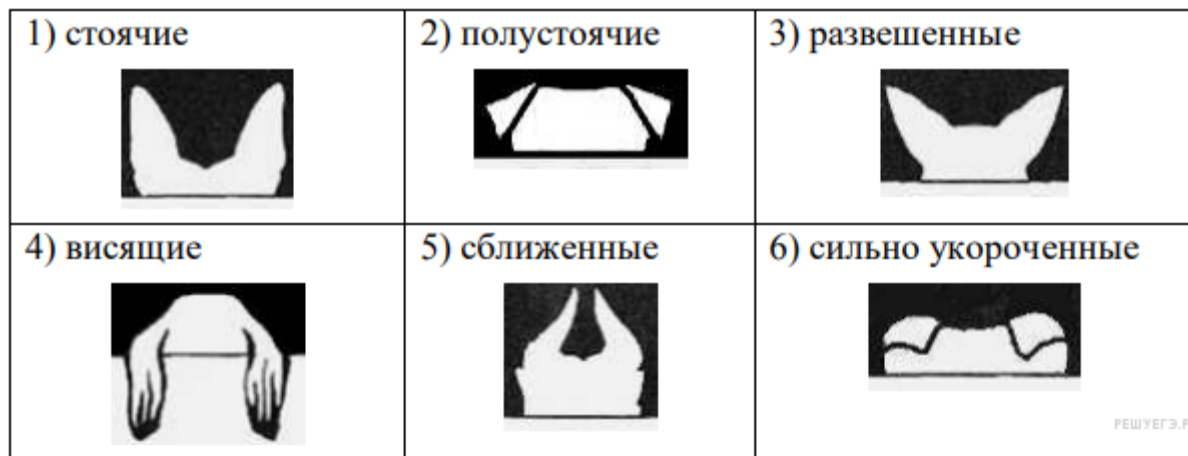 1) стоячие
2) полустоячие
3) развешенные
4) висящие
5) сближенные
6) сильно укороченные